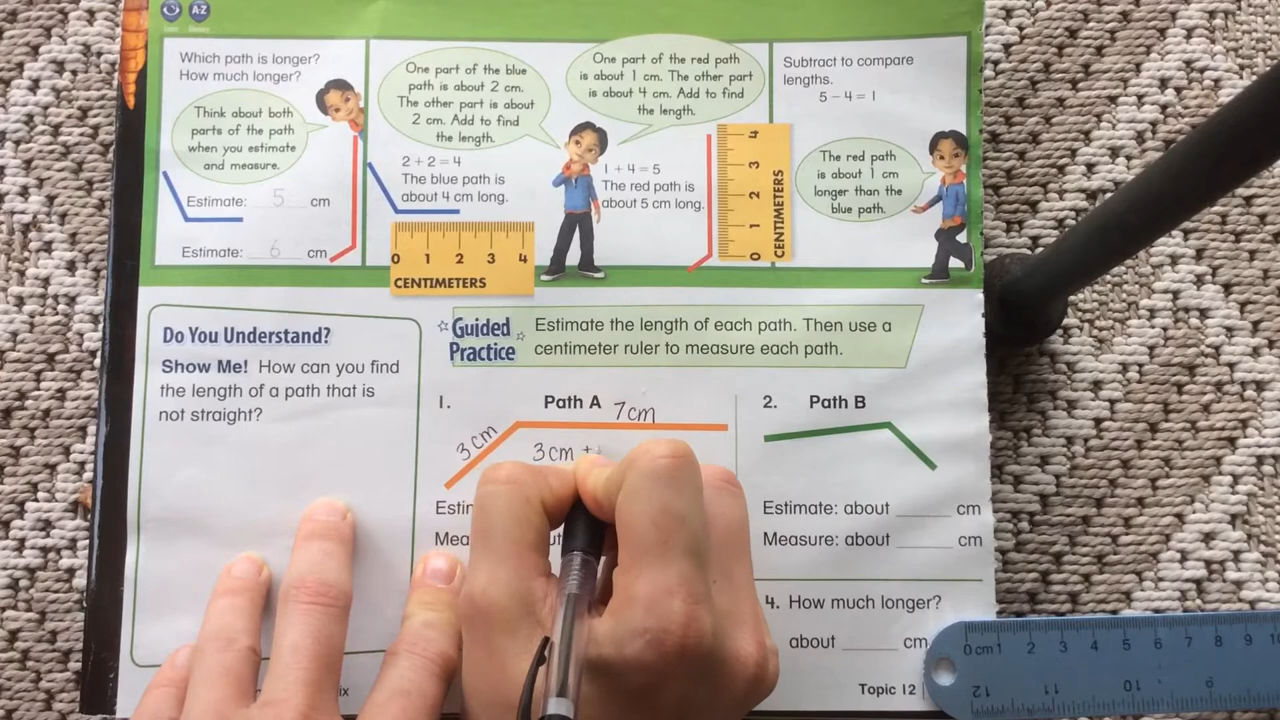 A-Z
Which path is longer?
How much longer?
Think about both
parts of the path
when you estimate
and measure.
Estimate: 5 cm
Estimate: 6 cm
One part of the blue
path is about 2 cm.
The other part is about
2 cm. Add to find
the length.
2 + 2 = 4
The blue path is
about 4 cm long.
0 1 2 3 4
CENTIMETERS
One part of the red path
is about 1 cm. The other part
is about 4 cm. Add to find
the length.
1 + 4 = 5
The red path is
about 5 cm long.
0 1 2 3 4
CENTIMETERS
Subtract to compare
lengths.
5 – 4 = 1
The red path
is about 1 cm
longer than the
blue path.
Do You Understand?
Show Me! How can you find
the length of a path that is
not straight?
☆ Guided ☆
Practice
Estimate the length of each path. Then use a
centimeter ruler to measure each path.
1. Path A
7cm
3cm
3cm +
Estim
Mea
2. Path B
Estimate: about ______ cm
Measure: about ______ cm
4. How much longer?
about ______ cm
Topic 12
0 cm 1 2 3 4 5 6 7 8 9
12 11 10 9